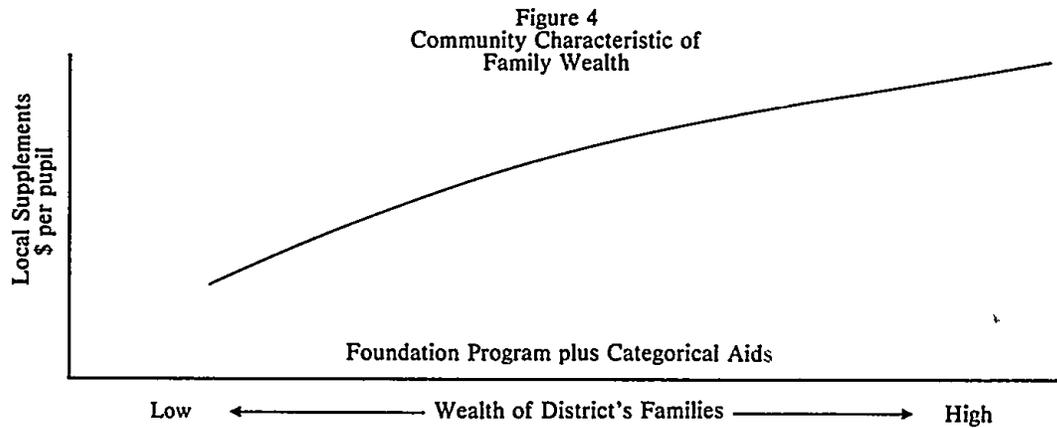 Figure 4
Community Characteristic of
Family Wealth
Local Supplements
$ per pupil
Foundation Program plus Categorical Aids
Low
Wealth of District's Families
High